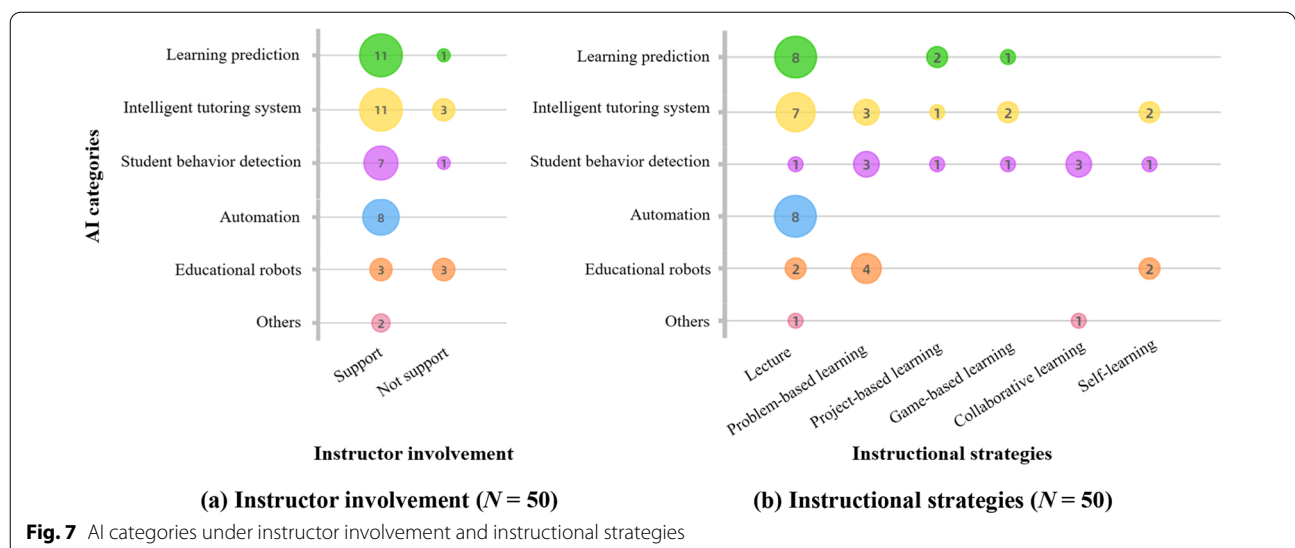 AI categories
Learning prediction 11 1
Intelligent tutoring system 11 3
Student behavior detection 7 1
Automation 8
Educational robots 3 3
Others 2
Support Not support
Instructor involvement
(a) Instructor involvement (N = 50)
Learning prediction 8 2 1
Intelligent tutoring system 7 3 1 2 2
Student behavior detection 1 3 1 1 3 1
Automation 8
Educational robots 2 4 2
Others 1 1
Lecture Problem-based learning Project-based learning Game-based learning Collaborative learning Self-learning
Instructional strategies
(b) Instructional strategies (N = 50)
Fig. 7 AI categories under instructor involvement and instructional strategies